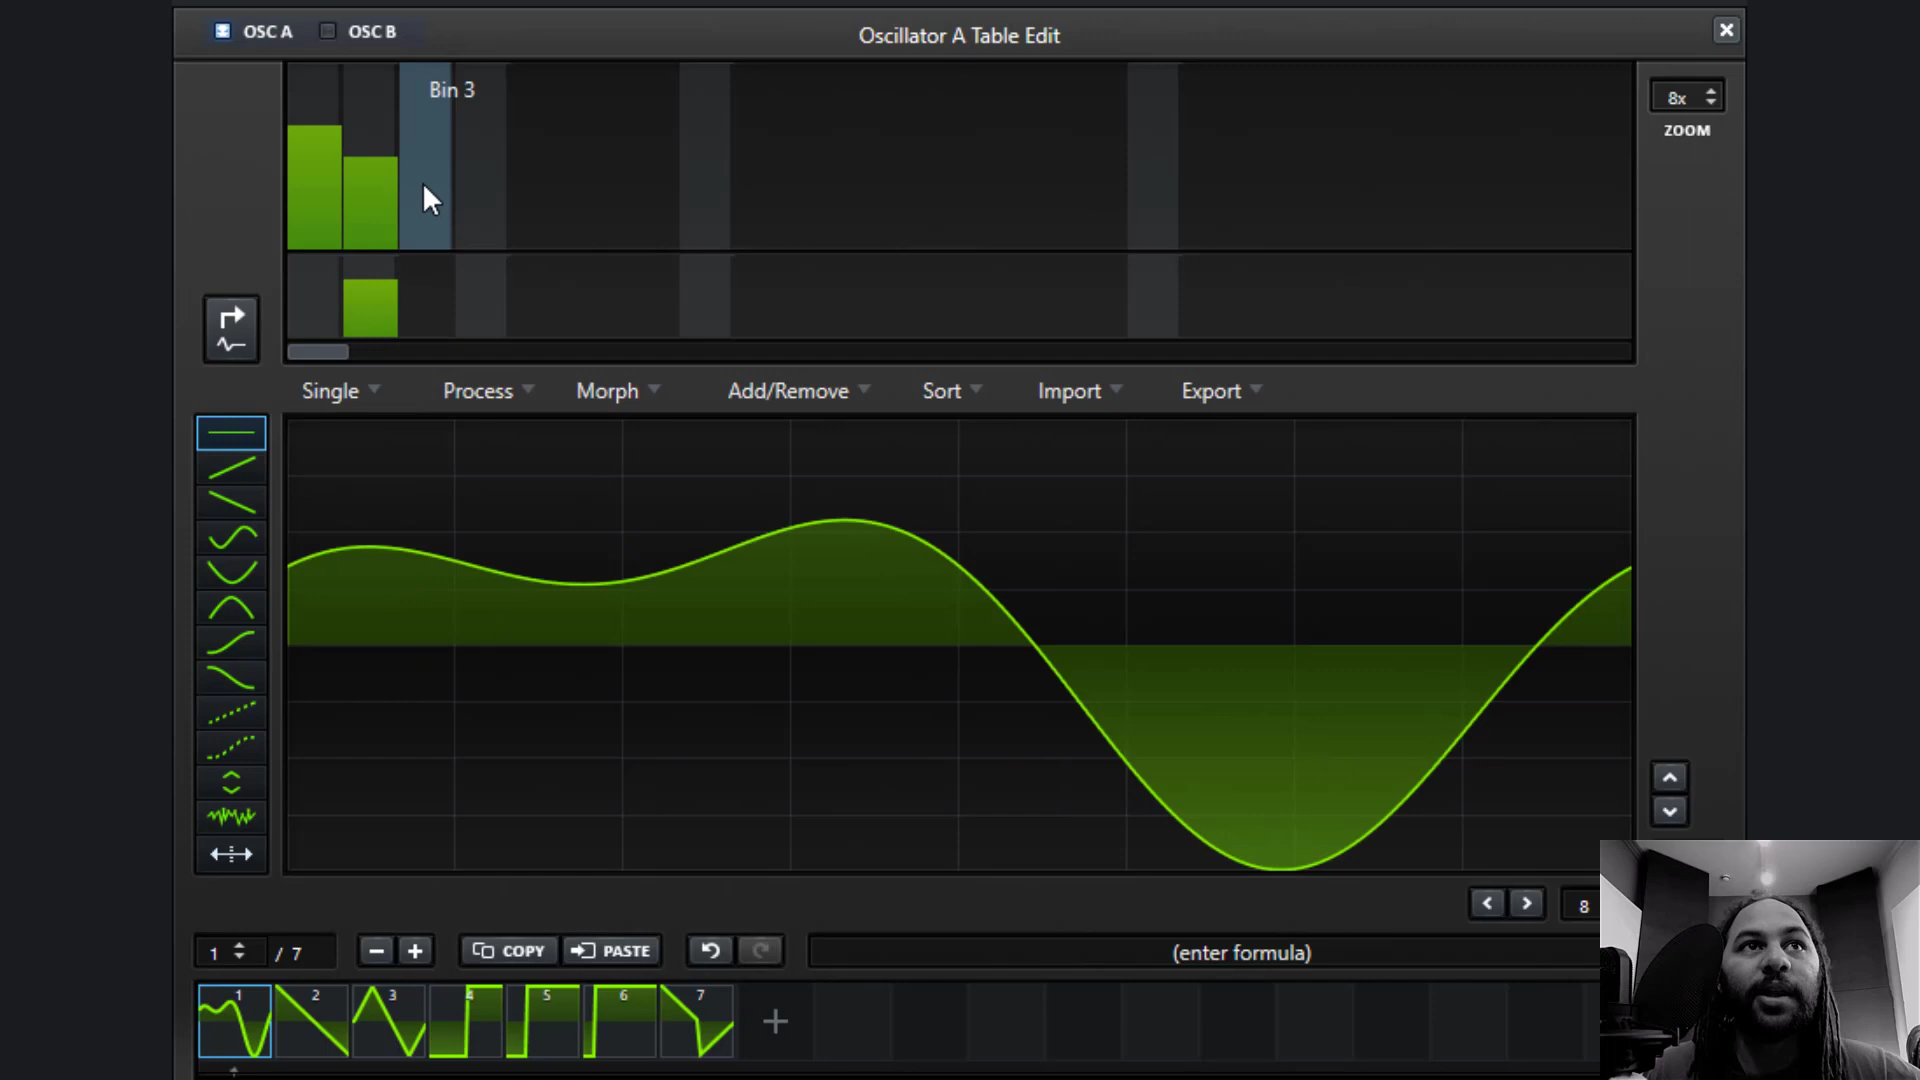 OSC A
OSC B
Oscillator A Table Edit
Bin 3
8x
ZOOM
Single
Process
Morph
Add/Remove
Sort
Import
Export
8
1 / 7
COPY
PASTE
(enter formula)
1
2
3
4
5
6
7